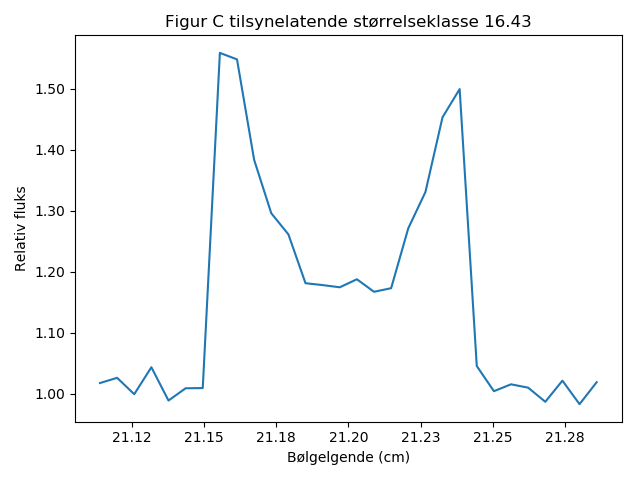 Figur C tilsynelatende størrelseklasse 16.43
1.50
1.40
1.30
1.20
1.10
1.00
Relativ fluks
21.12 21.15 21.18 21.20 21.23 21.25 21.28
Bølgelgende (cm)